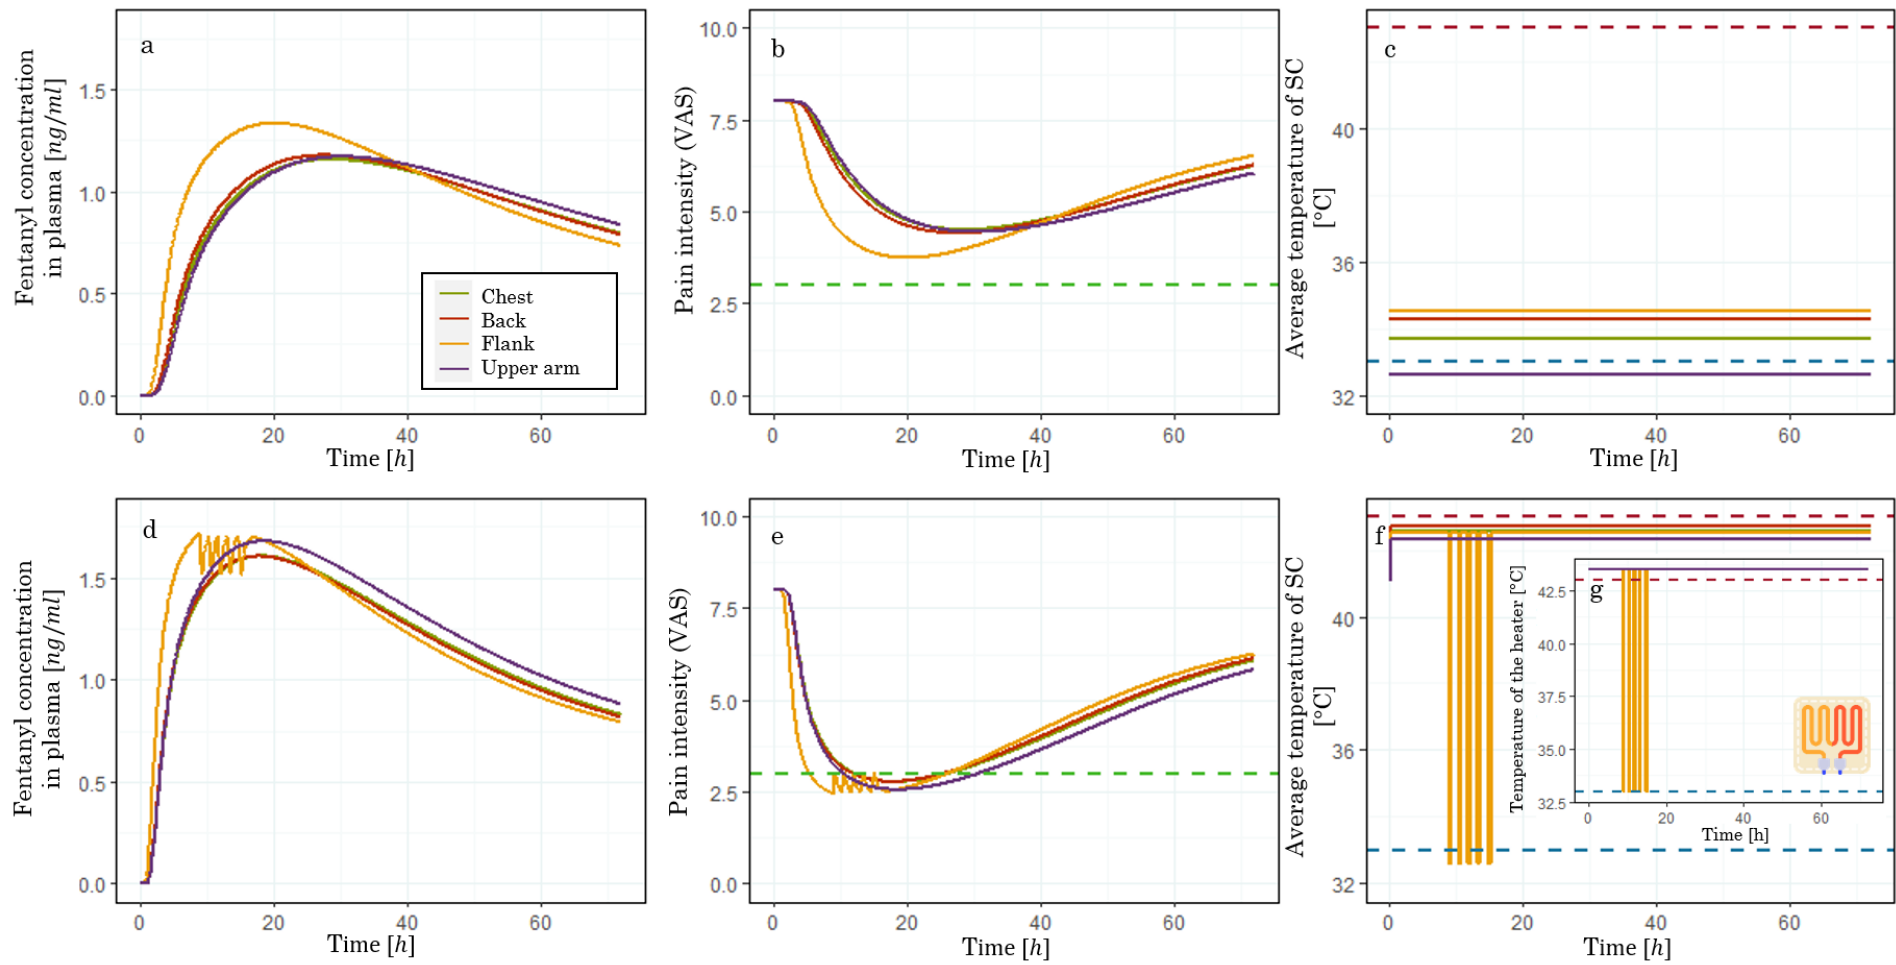 Fentanyl concentration
in plasma [ng/ml]
a
1.5
1.0
0.5
0.0
Chest
Back
Flank
Upper arm
0 20 40 60
Time [h]
Pain intensity (VAS)
b
10.0
7.5
5.0
2.5
0.0
0 20 40 60
Time [h]
Average temperature of SC
[°C]
c
40
36
32
0 20 40 60
Time [h]
Fentanyl concentration
in plasma [ng/ml]
d
1.5
1.0
0.5
0.0
0 20 40 60
Time [h]
Pain intensity (VAS)
e
10.0
7.5
5.0
2.5
0.0
0 20 40 60
Time [h]
Average temperature of SC
[°C]
f
40
36
32
0 20 40 60
Time [h]
Temperature of the heater [°C]
g
42.5
40.0
37.5
35.0
32.5
0 20 40 60
Time [h]